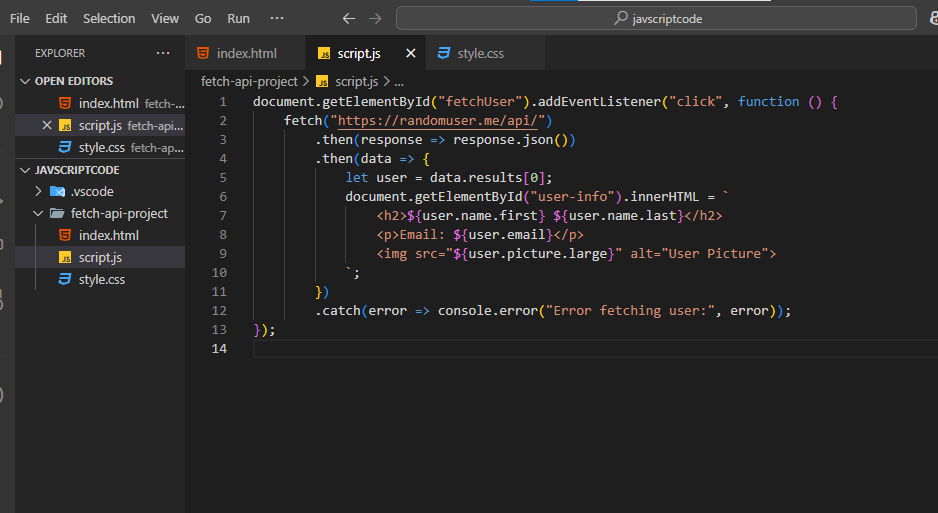 File Edit Selection View Go Run ···
javscriptcode
EXPLORER ···
OPEN EDITORS
index.html fetch-...
script.js fetch-api...
style.css fetch-ap...
JAVSCRIPTCODE
.vscode
fetch-api-project
index.html
script.js
style.css
index.html script.js style.css
fetch-api-project > script.js > ...
1 document.getElementById("fetchUser").addEventListener("click", function () {
2 fetch("https://randomuser.me/api/")
3 .then(response => response.json())
4 .then(data => {
5 let user = data.results[0];
6 document.getElementById("user-info").innerHTML = `
7 <h2>${user.name.first} ${user.name.last}</h2>
8 <p>Email: ${user.email}</p>
9 <img src="${user.picture.large}" alt="User Picture">
10 `;
11 })
12 .catch(error => console.error("Error fetching user:", error));
13 });
14